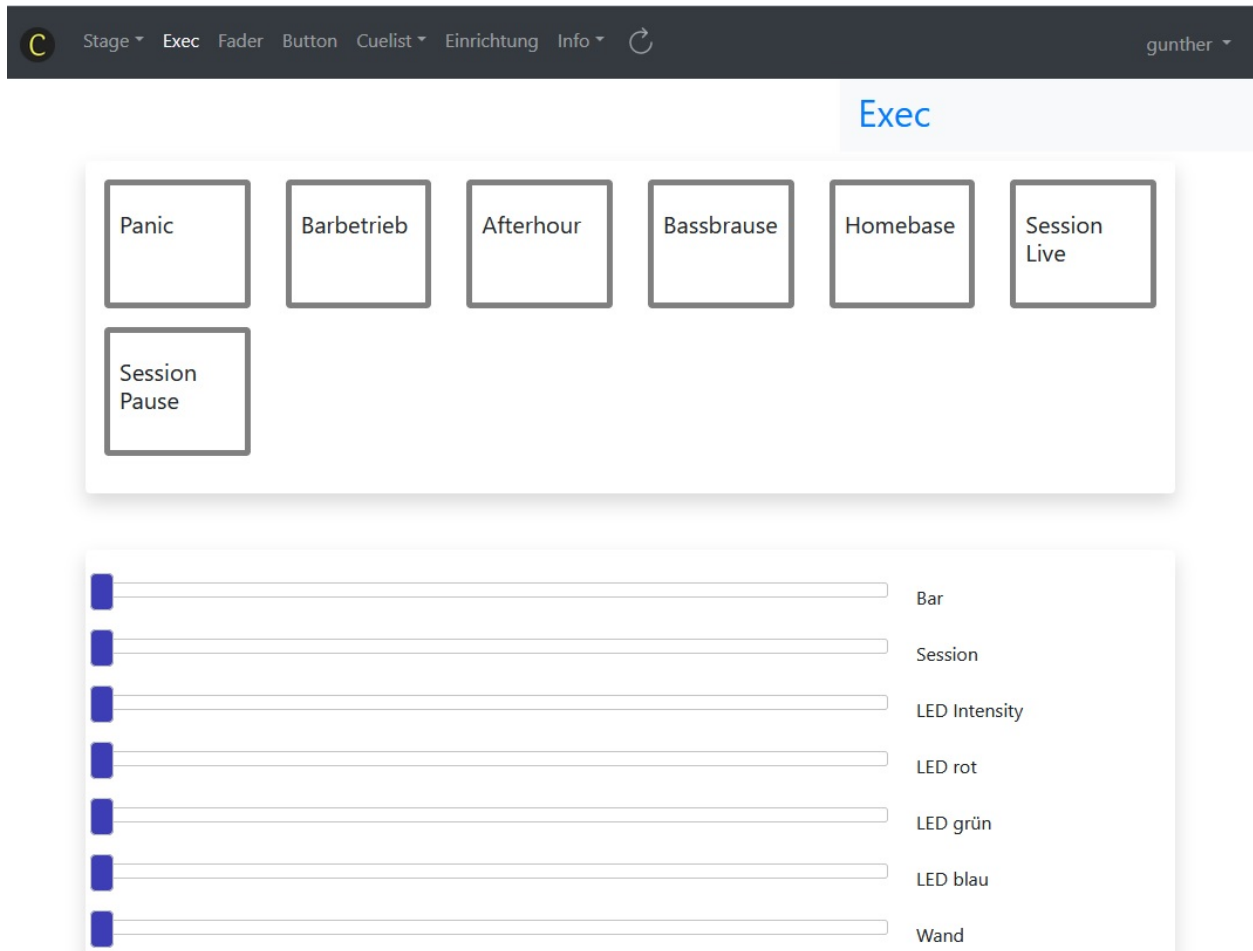 C Stage Exec Fader Button Cuelist Einrichtung Info gunther
Exec
Panic Barbetrieb Afterhour Bassbrause Homebase Session
Live
Session
Pause
Bar
Session
LED Intensity
LED rot
LED grün
LED blau
Wand